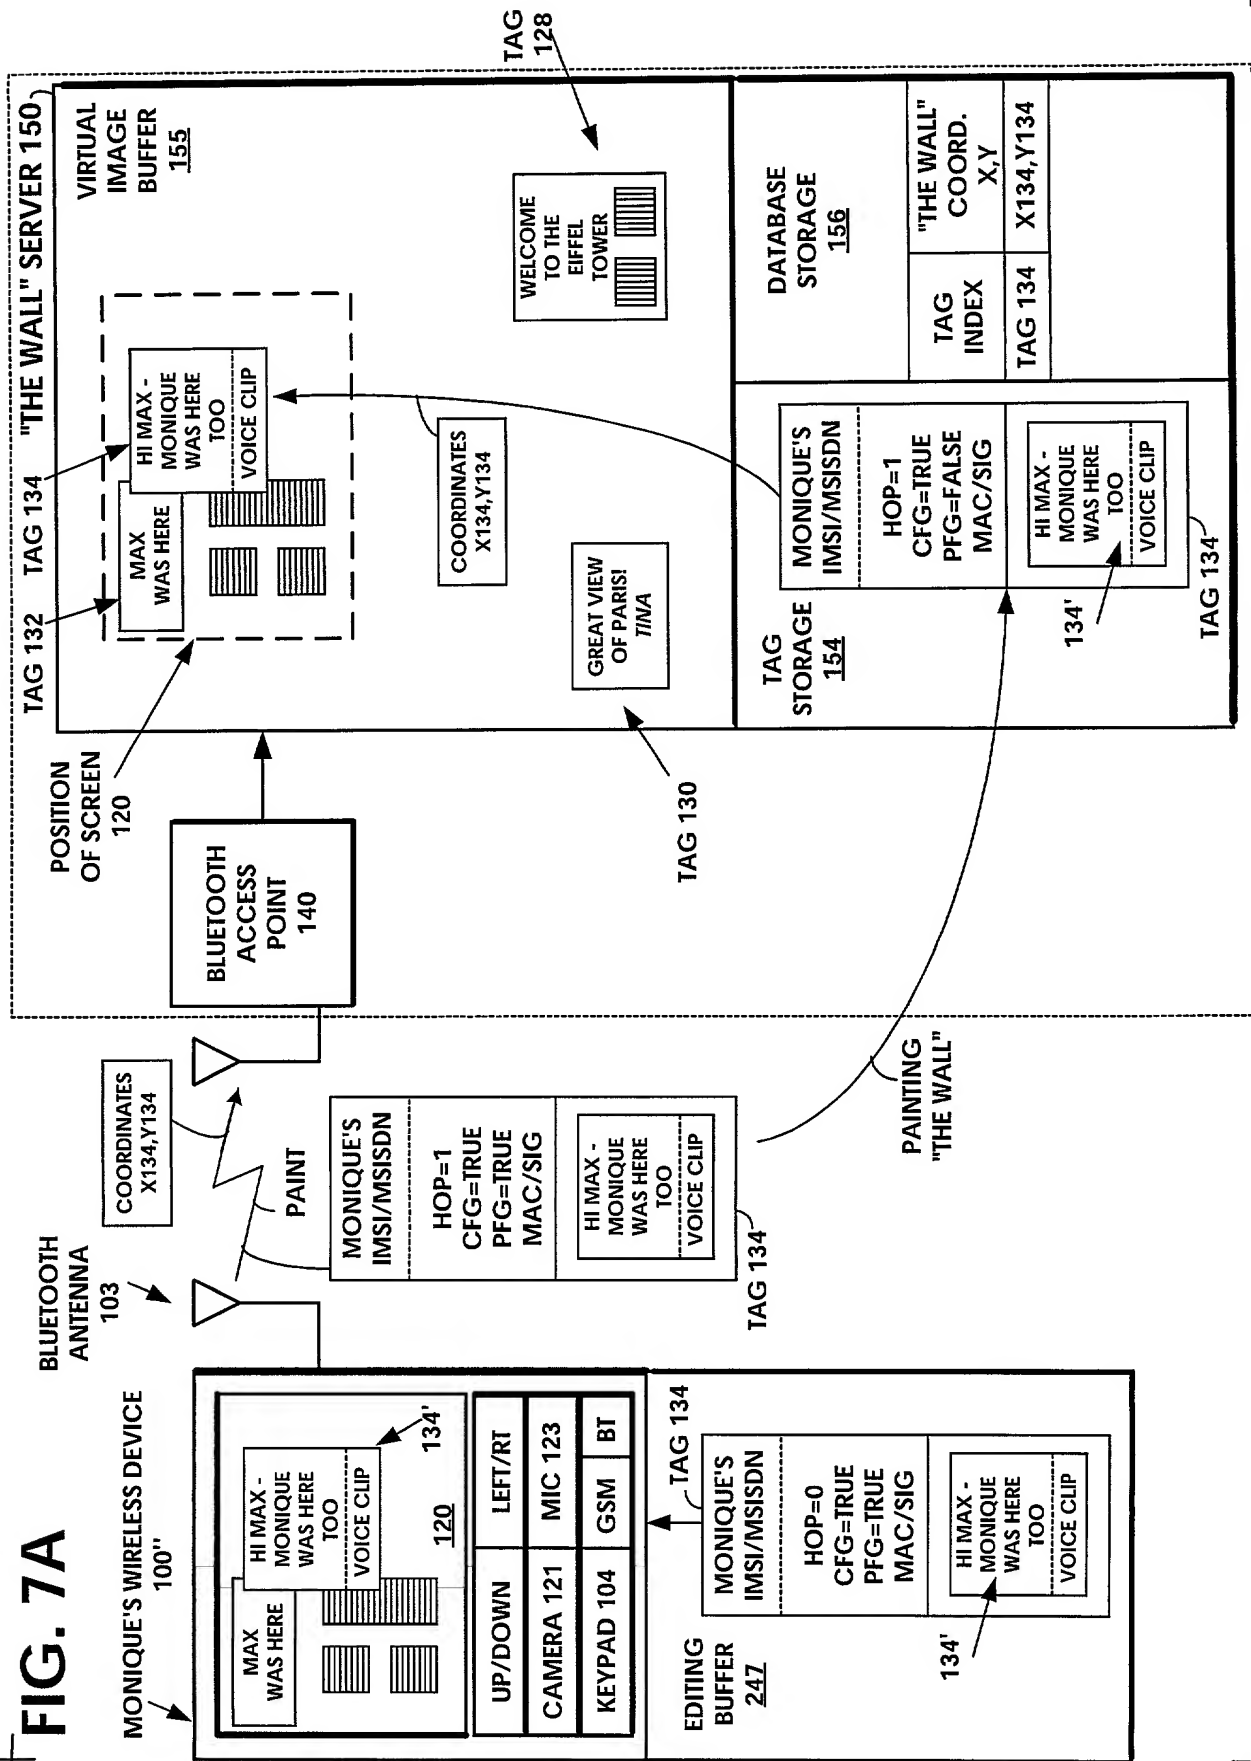 FIG. 7A
MONIQUE'S WIRELESS DEVICE
100"
BLUETOOTH
ANTENNA
103
MAX
WAS HERE
HI MAX -
MONIQUE
WAS HERE
TOO
VOICE CLIP
134'
120
UP/DOWN
LEFT/RT
CAMERA 121
MIC 123
KEYPAD 104
GSM
BT
EDITING
BUFFER
247
TAG 134
MONIQUE'S
IMSI/MSISDN
HOP=0
CFG=TRUE
PFG=TRUE
MAC/SIG
HI MAX -
MONIQUE
WAS HERE
TOO
VOICE CLIP
134'
COORDINATES
X134,Y134
PAINT
MONIQUE'S
IMSI/MSISDN
HOP=1
CFG=TRUE
PFG=TRUE
MAC/SIG
HI MAX -
MONIQUE
WAS HERE
TOO
VOICE CLIP
TAG 134
PAINTING
"THE WALL"
BLUETOOTH
ACCESS
POINT
140
POSITION
OF SCREEN
120
TAG 132
TAG 134
"THE WALL" SERVER 150
VIRTUAL
IMAGE
BUFFER
155
MAX
WAS HERE
HI MAX -
MONIQUE
WAS HERE
TOO
VOICE CLIP
COORDINATES
X134,Y134
GREAT VIEW
OF PARIS!
TINA
TAG 130
WELCOME
TO THE
EIFFEL
TOWER
TAG
128
TAG
STORAGE
154
MONIQUE'S
IMSI/MSISDN
HOP=1
CFG=TRUE
PFG=FALSE
MAC/SIG
HI MAX -
MONIQUE
WAS HERE
TOO
VOICE CLIP
134'
TAG 134
DATABASE
STORAGE
156
TAG
INDEX
"THE WALL"
COORD.
X,Y
TAG 134
X134,Y134